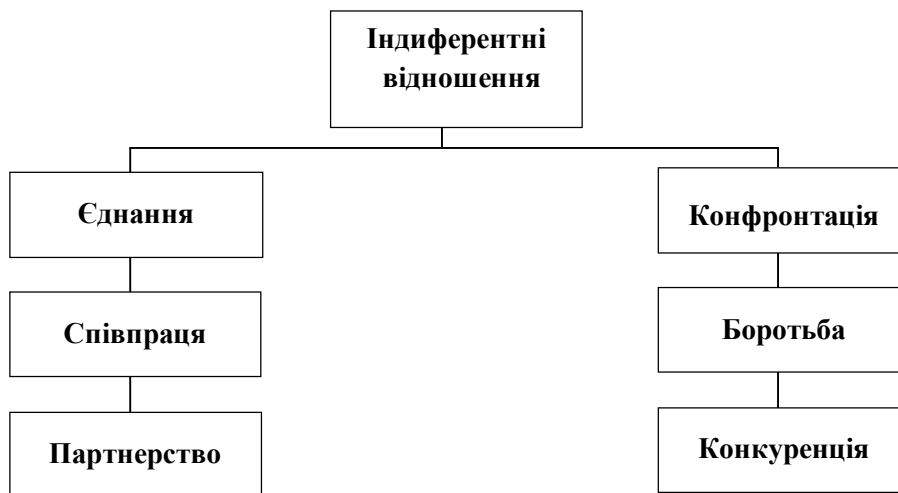 Індиферентні
відношення
Єднання
Конфронтація
Співпраця
Боротьба
Партнерство
Конкуренція